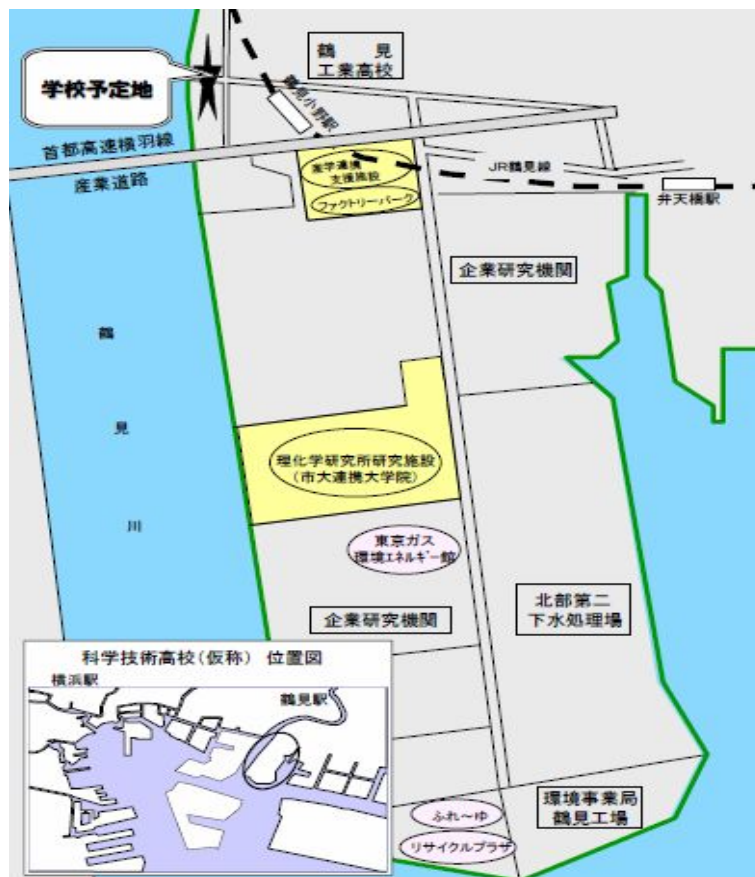 鶴 見
工業高校
学校予定地
鶴見小野駅
首都高速横羽線
産業道路
産学連携
支援施設
ファクトリーパーク
JR鶴見線
弁天橋駅
企業研究機関
鶴
見
川
理化学研究所研究施設
(市大連携大学院)
東京ガス
環境エネルギー館
北部第二
下水処理場
企業研究機関
科学技術高校(仮称) 位置図
横浜駅
鶴見駅
環境事業局
鶴見工場
ふれ~ゆ
リサイクルプラザ